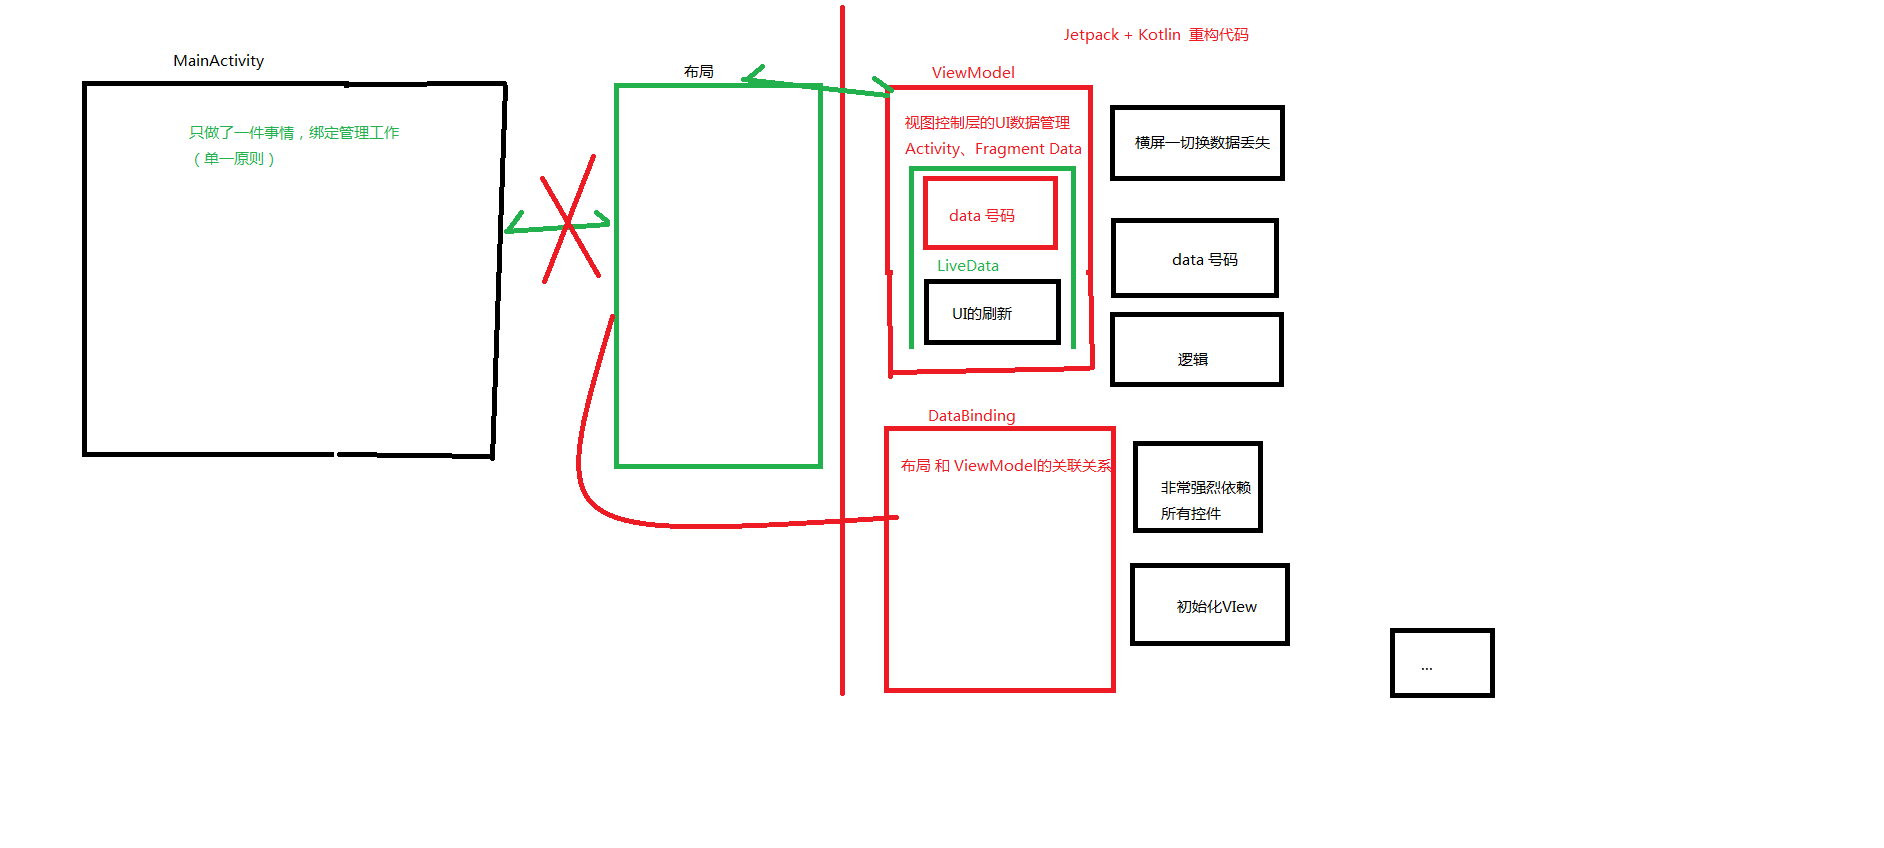 Jetpack + Kotlin 重构代码
MainActivity
只做了一件事情，绑定管理工作
（单一原则）
布局
ViewModel
视图控制层的UI数据管理
Activity、Fragment Data
data 号码
LiveData
UI的刷新
横屏一切换数据丢失
data 号码
逻辑
DataBinding
布局 和 ViewModel的关联关系
非常强烈依赖
所有控件
初始化VIew
...